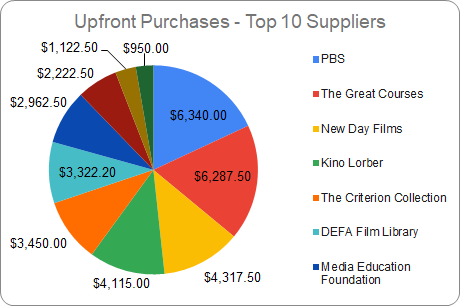 Upfront Purchases - Top 10 Suppliers
$1,122.50
$950.00
$2,222.50
$2,962.50
$3,322.20
$3,450.00
$4,115.00
$4,317.50
$6,287.50
$6,340.00
PBS
The Great Courses
New Day Films
Kino Lorber
The Criterion Collection
DEFA Film Library
Media Education
Foundation